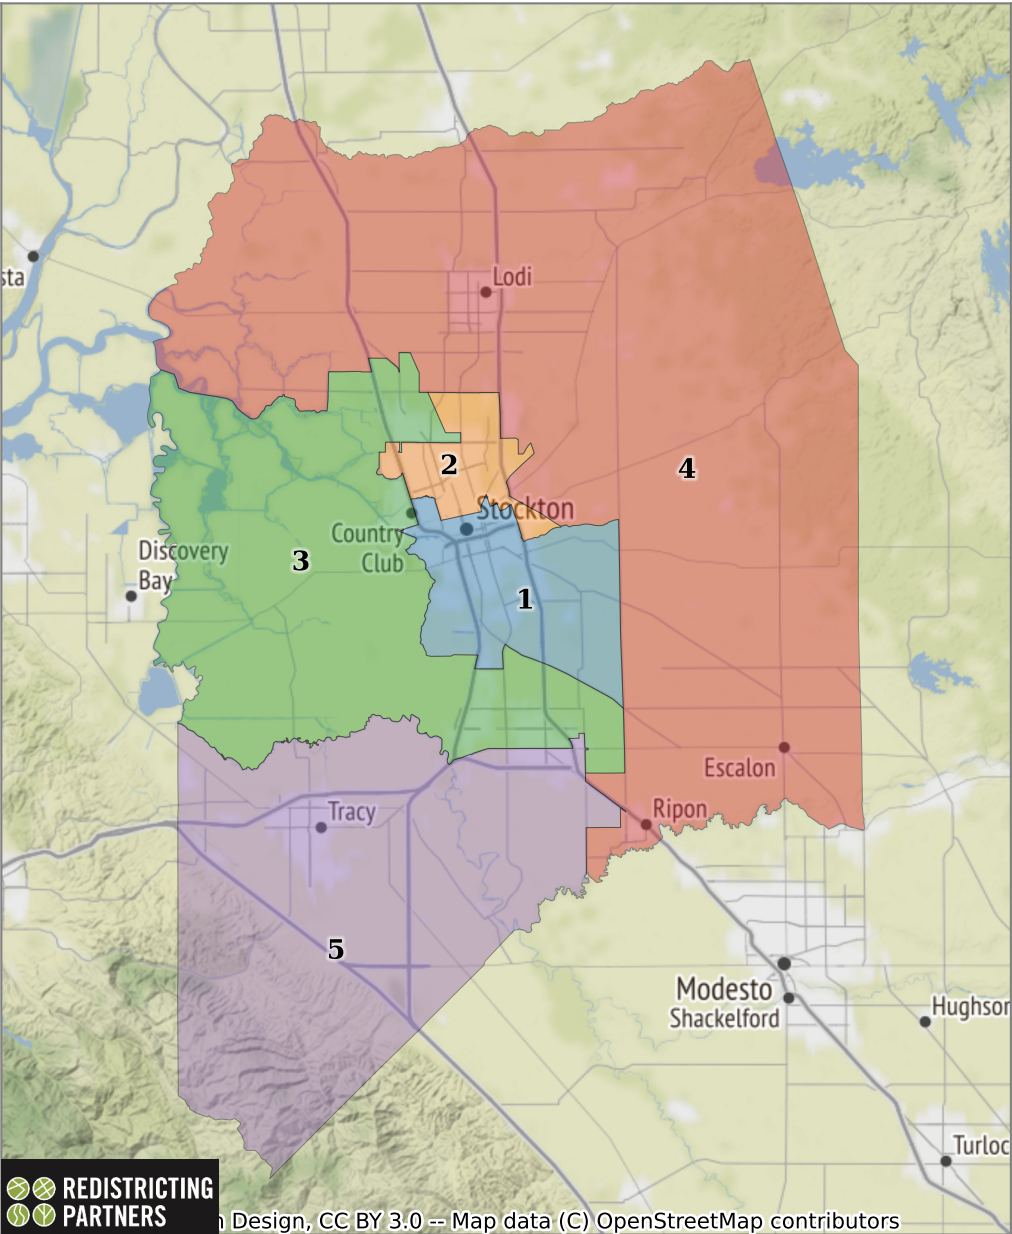 sta
Lodi
2
4
Stockton
Country
Club
Discovery
Bay
3
1
Escalon
Tracy
Ripon
5
Modesto
Shackelford
Hughson
Turloc
REDISTRICTING
PARTNERS
n Design, CC BY 3.0 -- Map data (C) OpenStreetMap contributors